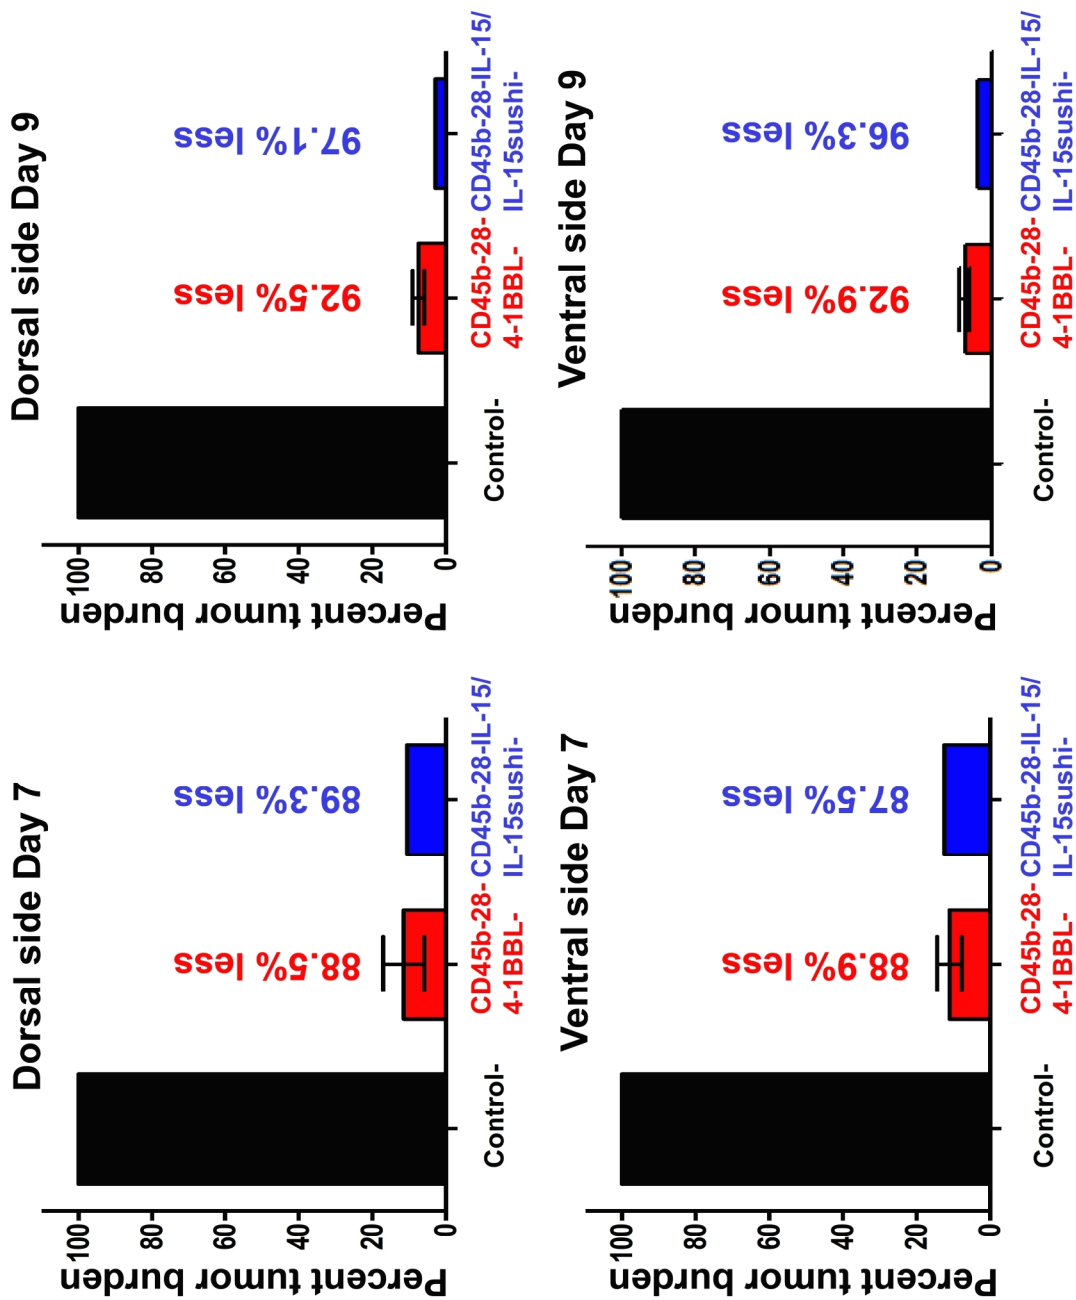 Dorsal side Day 7
Percent tumor burden
100
80
60
40
20
0
88.5% less
89.3% less
Control-
CD45b-28-
4-1BBL-
CD45b-28-IL-15/
IL-15sushi-
Dorsal side Day 9
Percent tumor burden
100
80
60
40
20
0
92.5% less
97.1% less
Control-
CD45b-28-
4-1BBL-
CD45b-28-IL-15/
IL-15sushi-
Ventral side Day 7
Percent tumor burden
100
80
60
40
20
0
88.9% less
87.5% less
Control-
CD45b-28-
4-1BBL-
CD45b-28-IL-15/
IL-15sushi-
Ventral side Day 9
Percent tumor burden
100
80
60
40
20
0
92.9% less
96.3% less
Control-
CD45b-28-
4-1BBL-
CD45b-28-IL-15/
IL-15sushi-